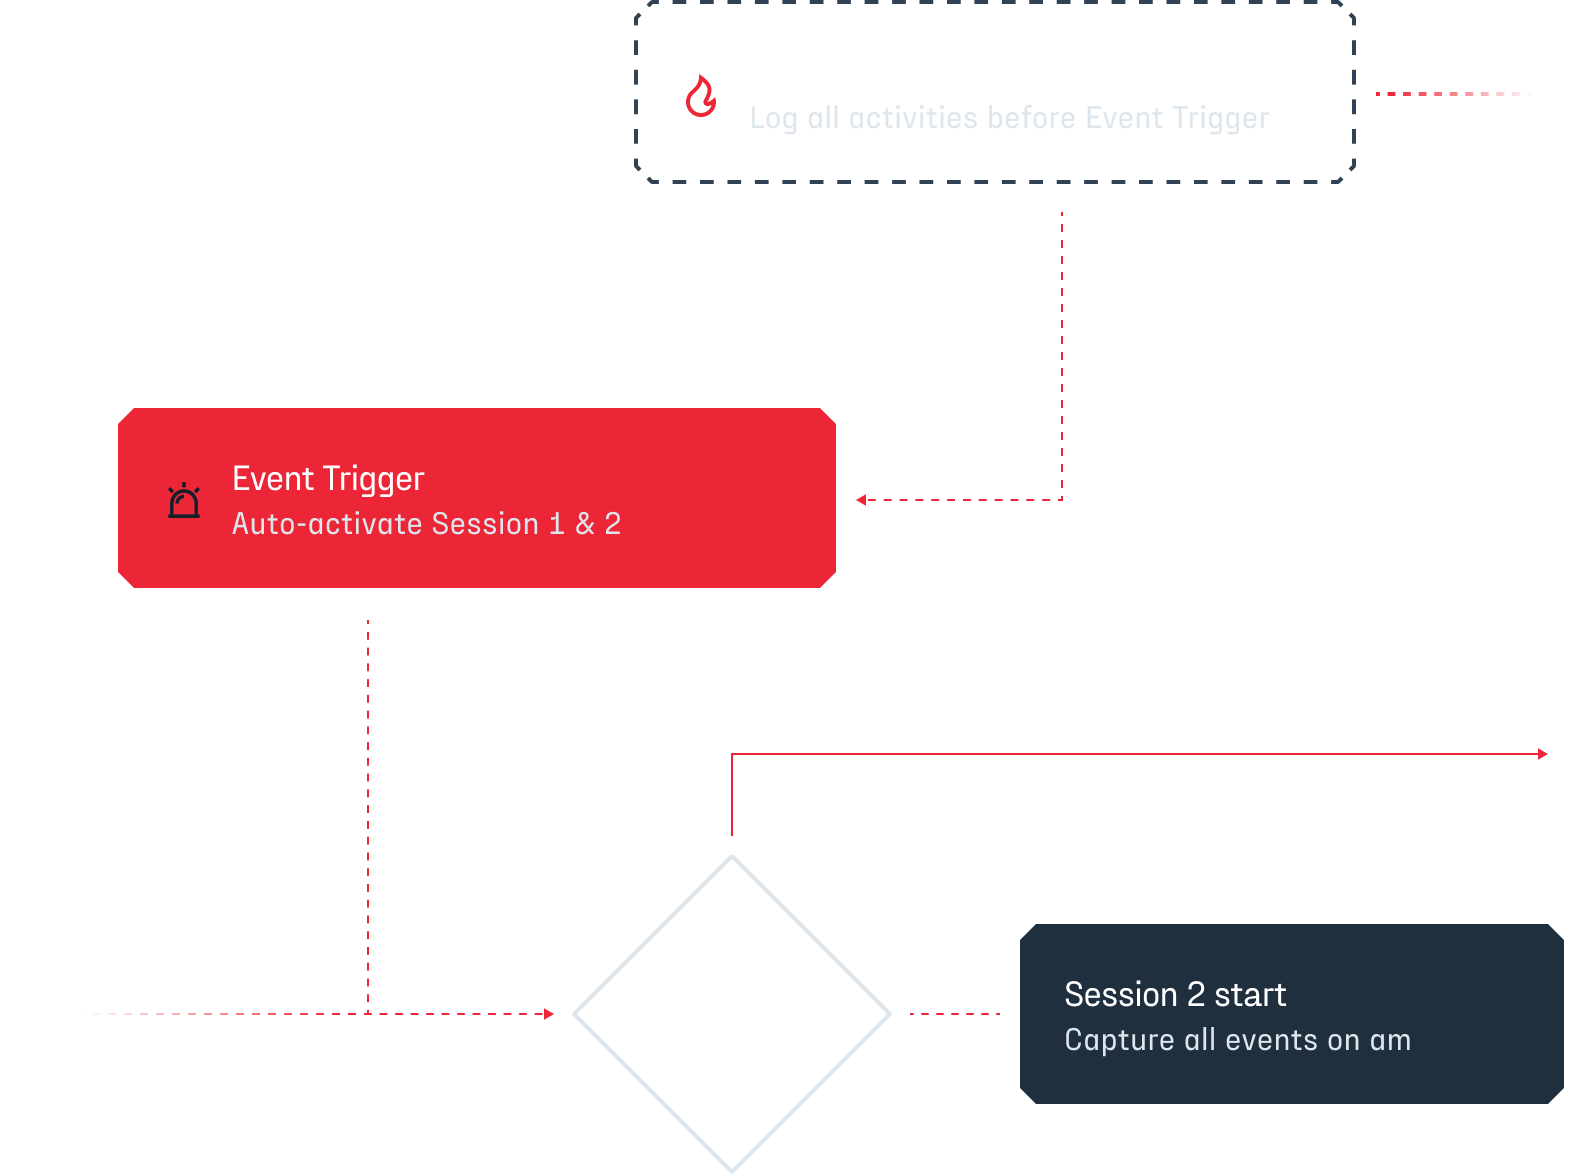 Log all activities before Event Trigger
Event Trigger
Auto-activate Session 1 & 2
Session 2 start
Capture all events on am